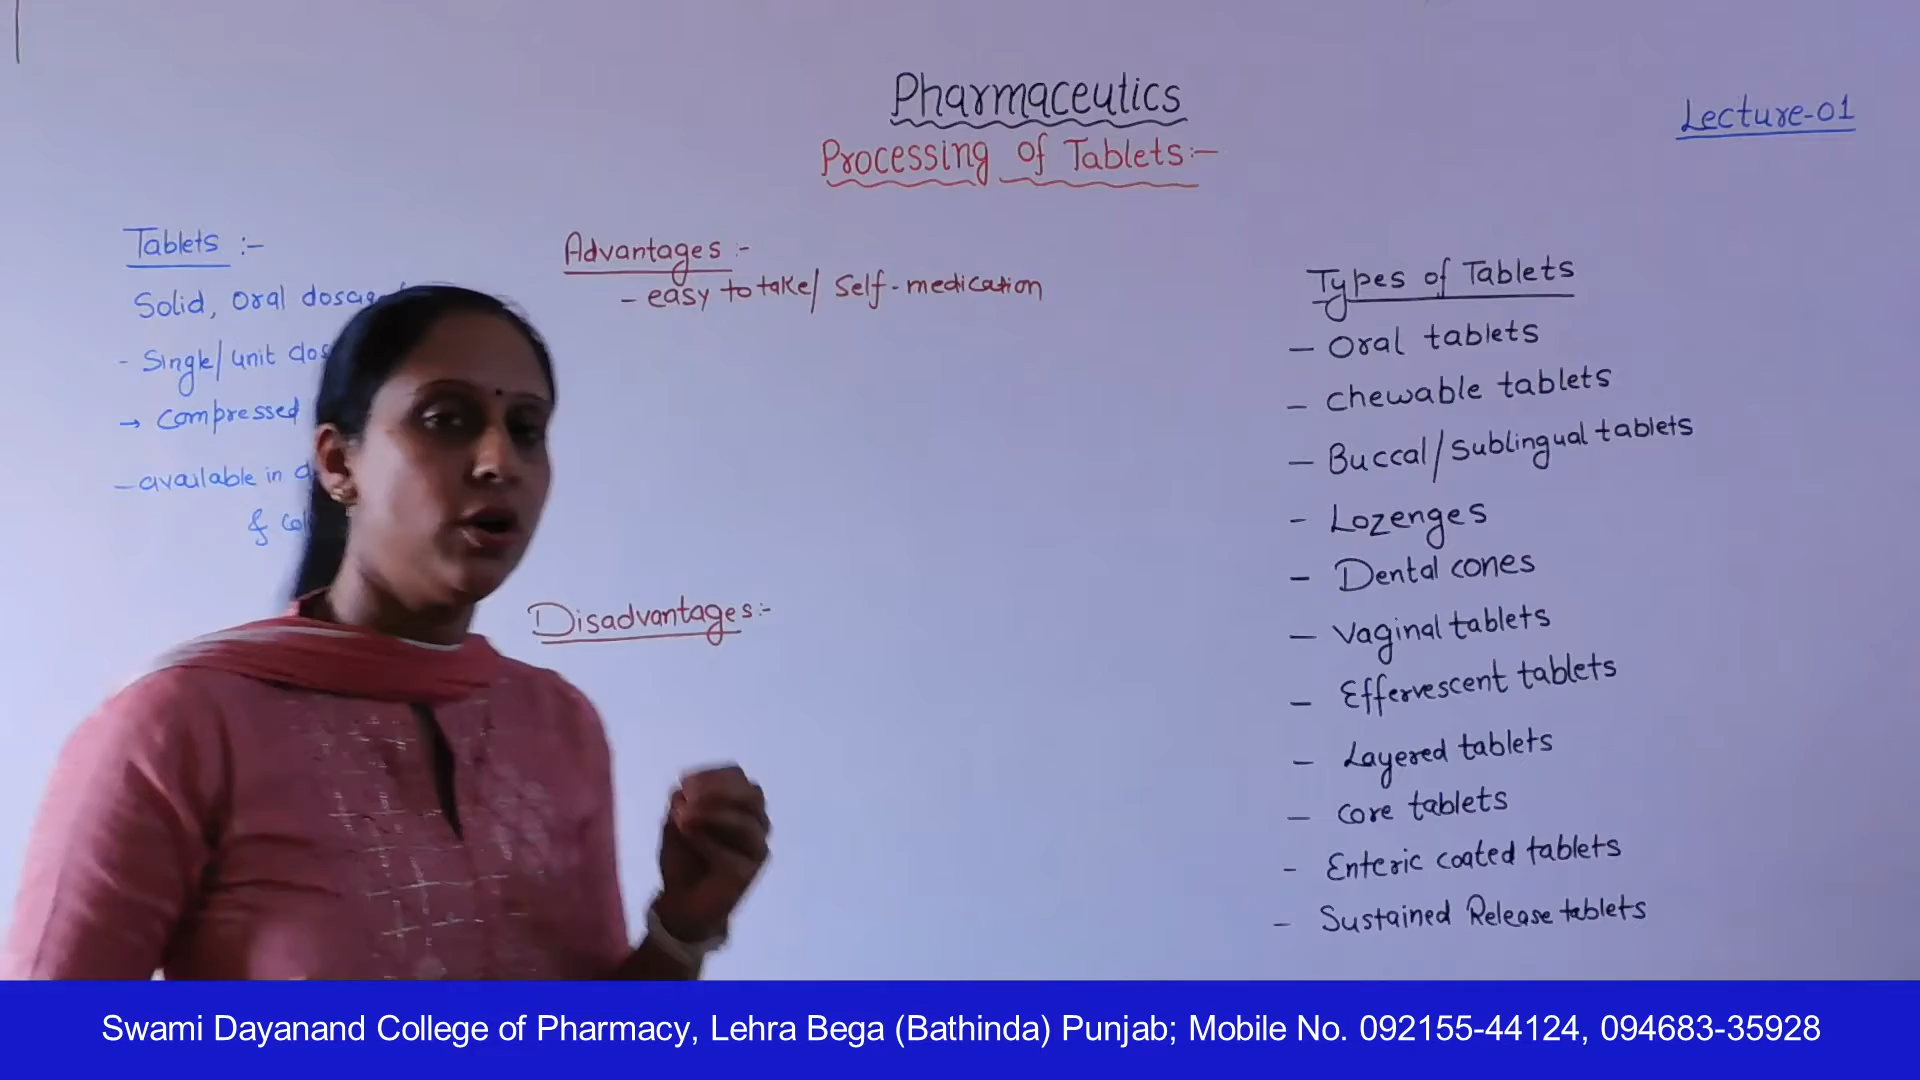 Pharmaceutics
Lecture-01
Processing of Tablets:-
Tablets :-
Solid, oral
- Single/unit
→ compressed
- available in
&
Advantages :-
- easy to take/ Self-medication
Disadvantages:-
Types of Tablets
- Oral tablets
- Chewable tablets
- Buccal/Sublingual tablets
- Lozenges
- Dental cones
- Vaginal tablets
- Effervescent tablets
- Layered tablets
- Core tablets
- Enteric coated tablets
- Sustained Release tablets
Swami Dayanand College of Pharmacy, Lehra Bega (Bathinda) Punjab; Mobile No. 092155-44124, 094683-35928